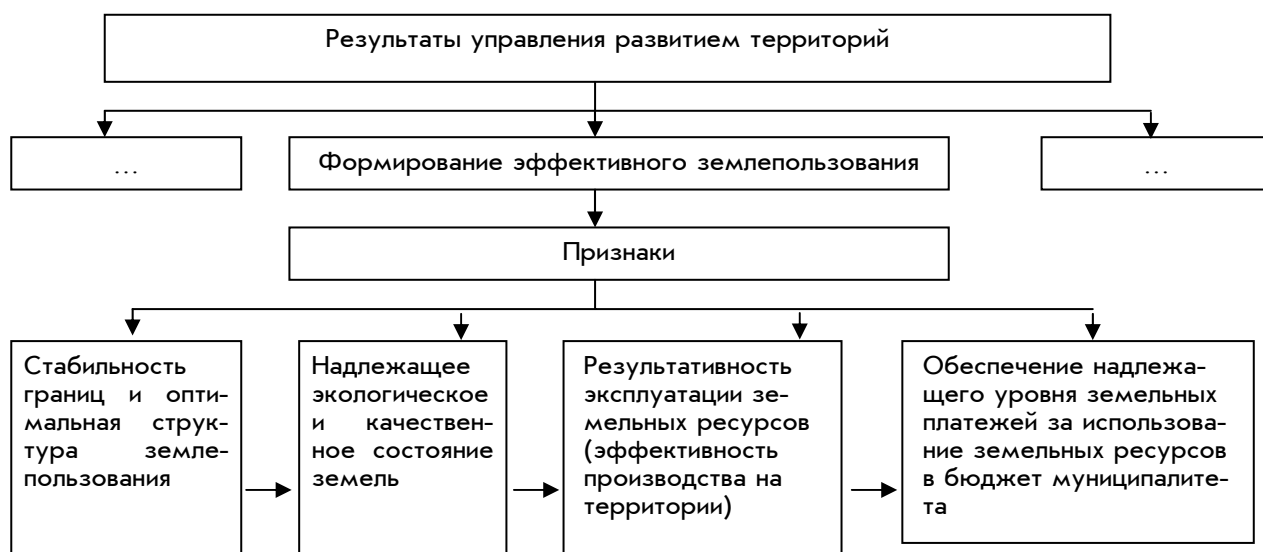 Результаты управления развитием территорий
...
Формирование эффективного землепользования
...
Признаки
Стабильность
границ и опти-
мальная струк-
тура земле-
пользования
Надлежащее
экологическое
и качествен-
ное состояние
земель
Результативность
эксплуатации зе-
мельных ресурсов
(эффективность
производства на
территории)
Обеспечение надлежа-
щего уровня земельных
платежей за использова-
ние земельных ресурсов
в бюджет муниципалите-
та